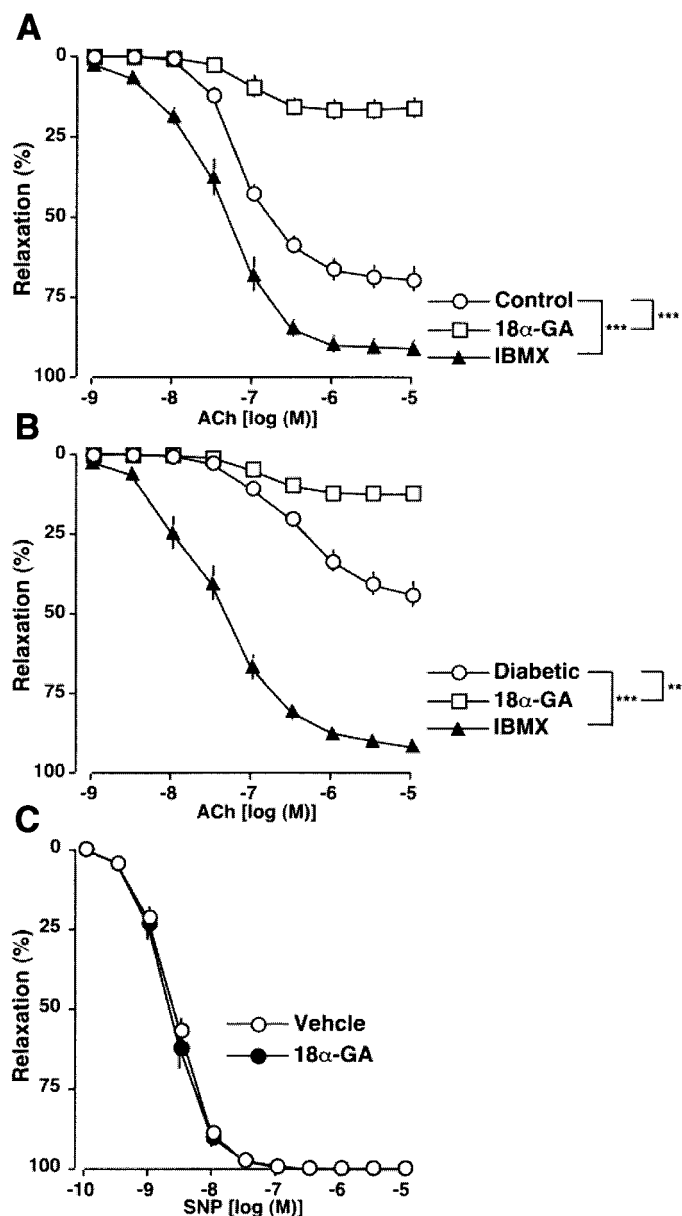 A
0
25
50
75
100
Relaxation (%)
-9 -8 -7 -6 -5
ACh [log (M)]
Control
18α-GA
IBMX
*** ***
B
0
25
50
75
100
Relaxation (%)
-9 -8 -7 -6 -5
ACh [log (M)]
Diabetic
18α-GA
IBMX
*** **
C
0
25
50
75
100
Relaxation (%)
-10 -9 -8 -7 -6 -5
SNP [log (M)]
Vehcle
18α-GA